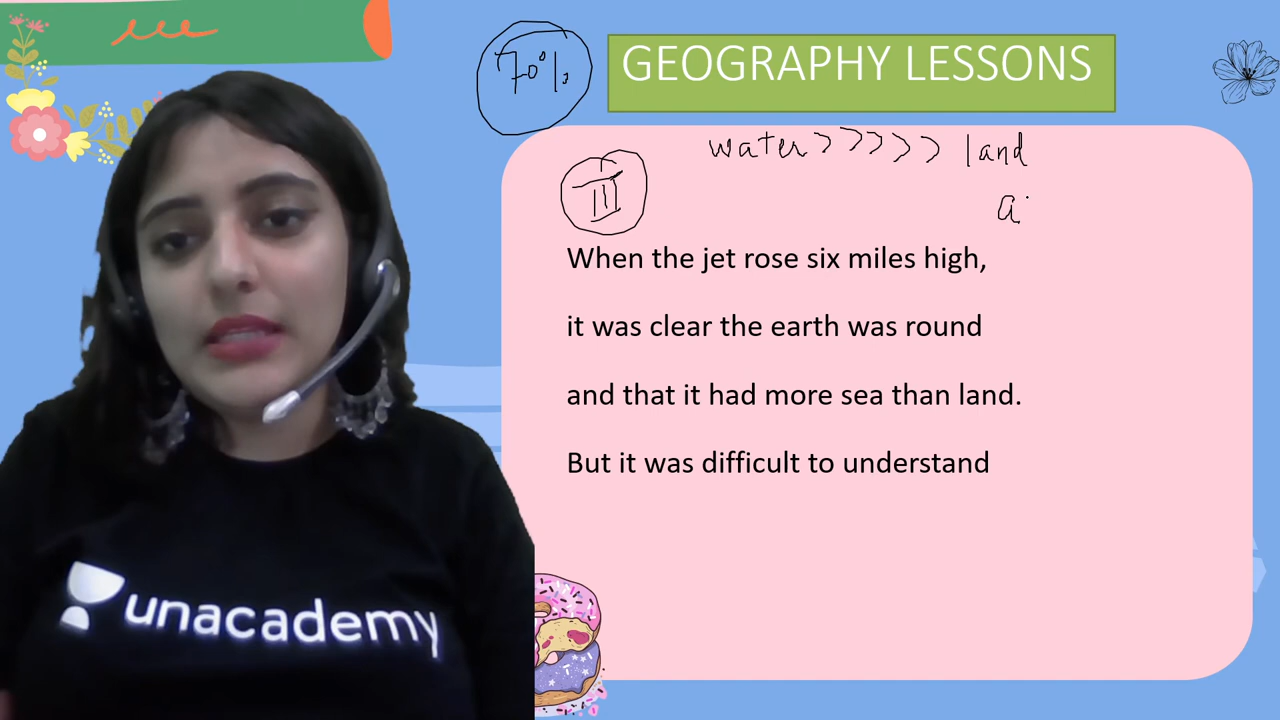 70%
GEOGRAPHY LESSONS
water >>>>> land
III
a
When the jet rose six miles high,
it was clear the earth was round
and that it had more sea than land.
But it was difficult to understand
unacademy